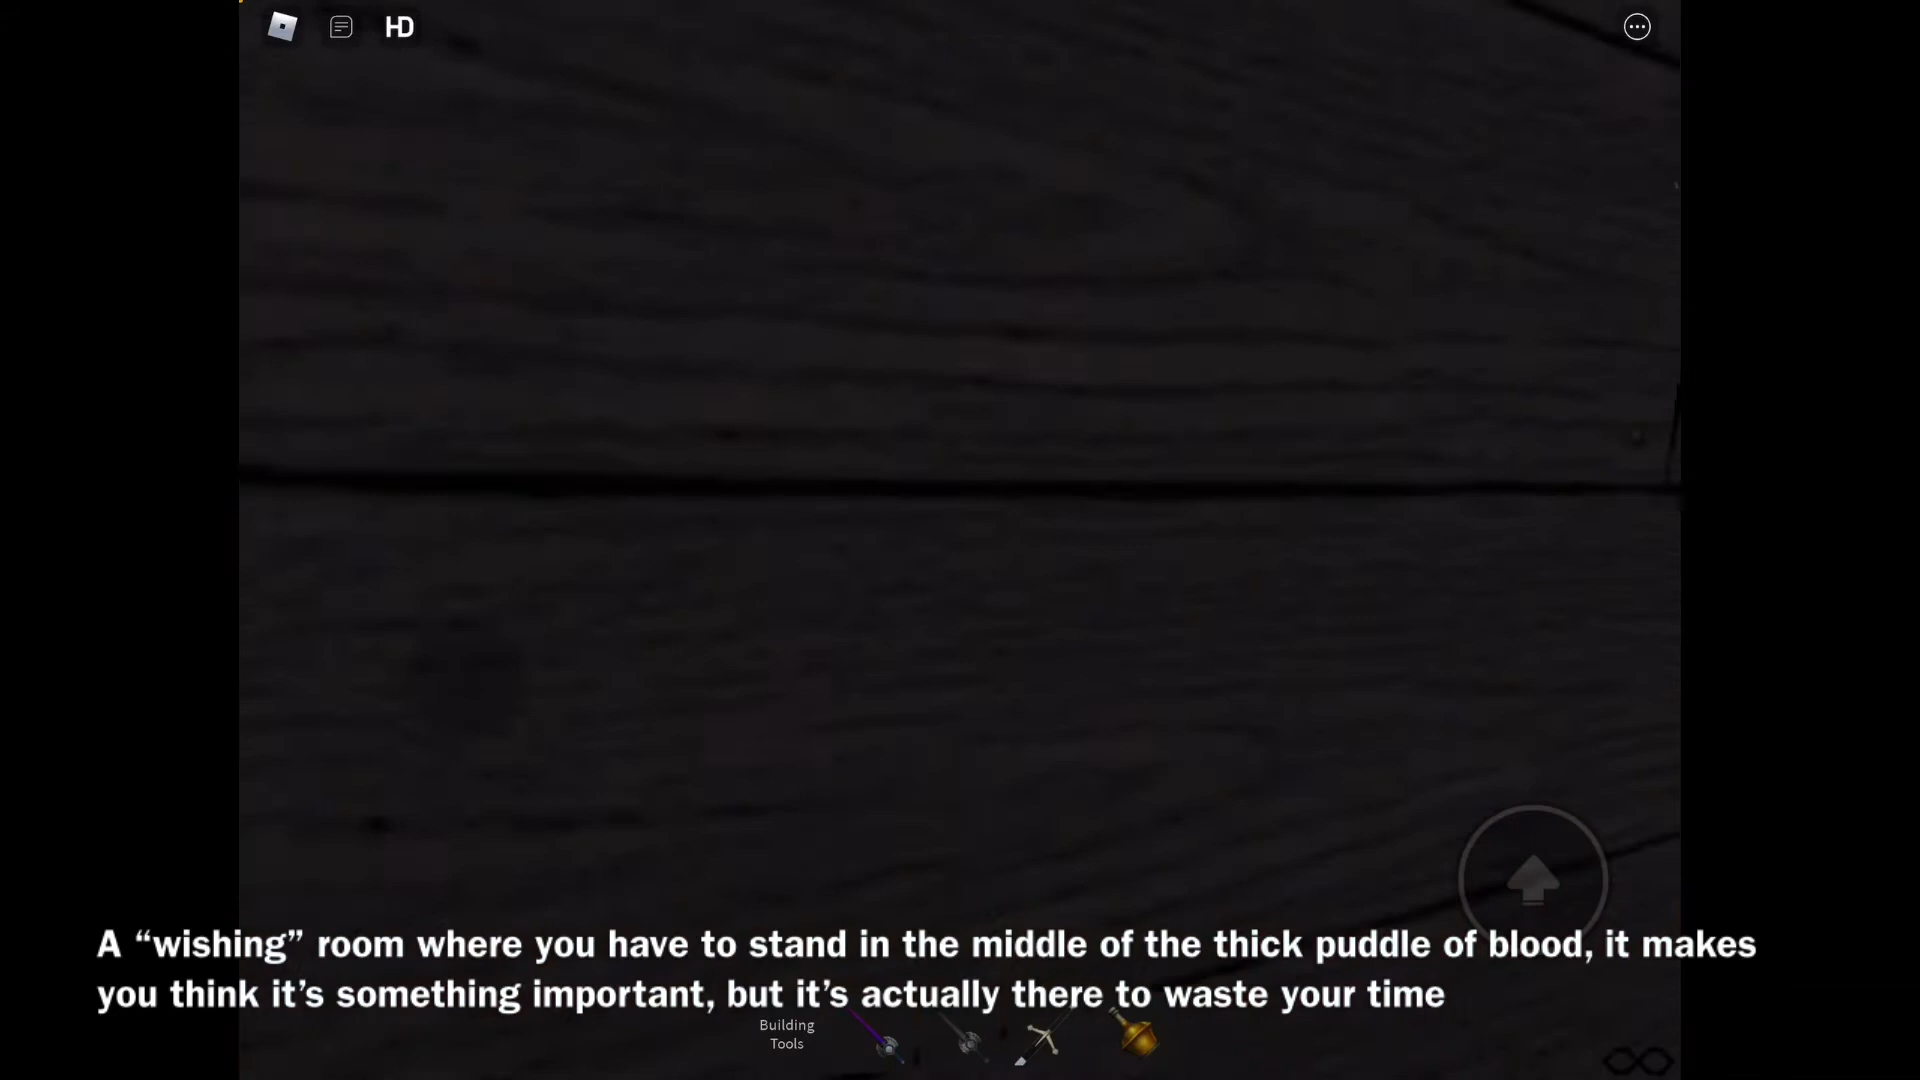 HD
A “wishing” room where you have to stand in the middle of the thick puddle of blood, it makes
you think it’s something important, but it’s actually there to waste your time
Building
Tools